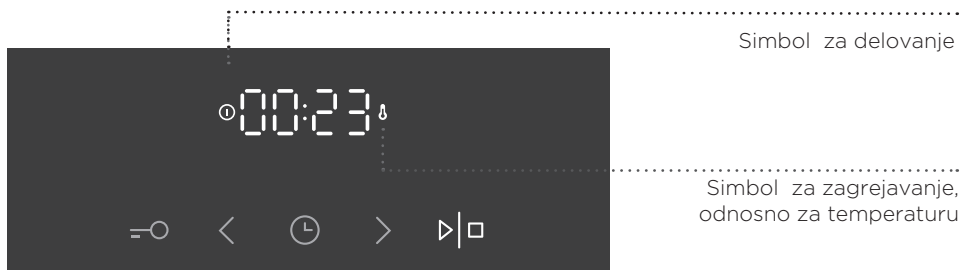 Simbol za delovanje
00:23
Simbol za zagrejavanje,
odnosno za temperaturu